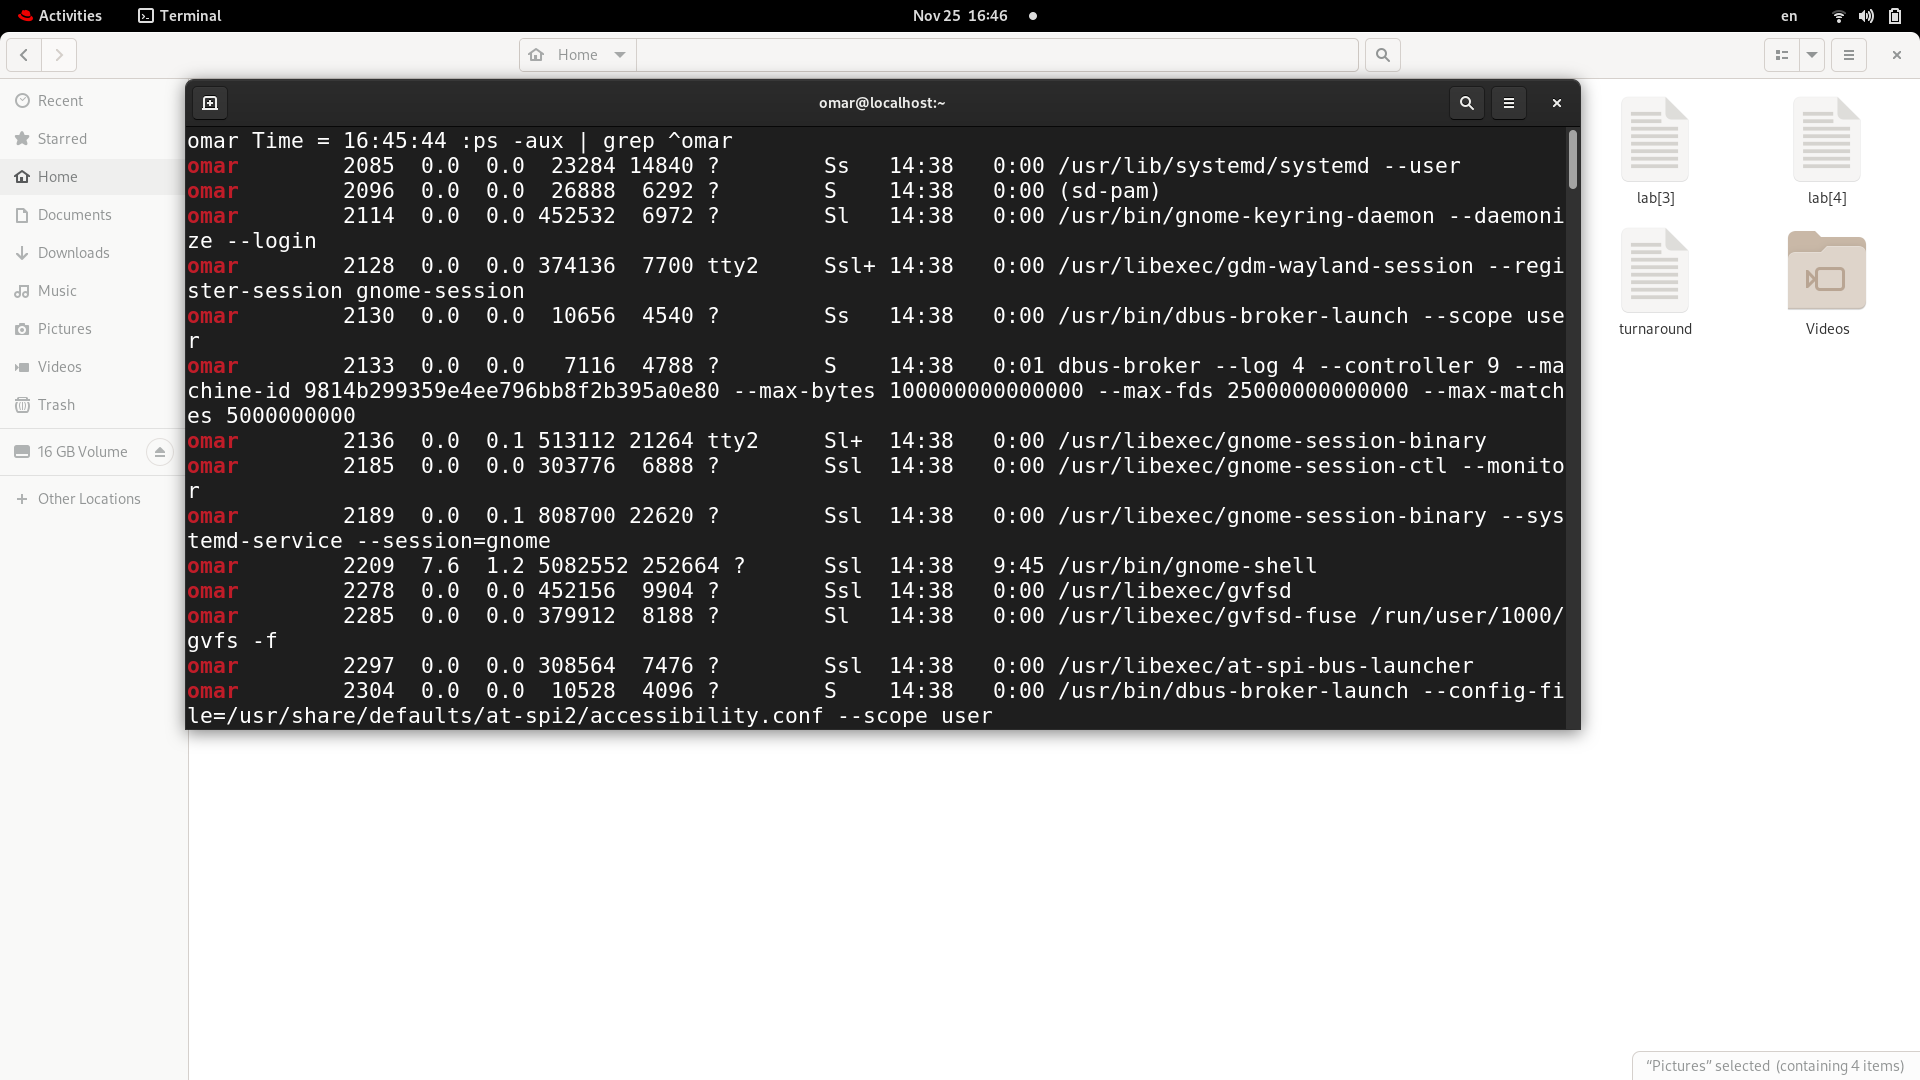 Activities Terminal Nov 25 16:46 en
Home
Recent
Starred
Home
Documents
Downloads
Music
Pictures
Videos
Trash
16 GB Volume
Other Locations
omar@localhost:~
omar Time = 16:45:44 :ps -aux | grep ^omar
omar        2085  0.0  0.0  23284 14840 ?        Ss   14:38   0:00 /usr/lib/systemd/systemd --user
omar        2096  0.0  0.0  26888  6292 ?        S    14:38   0:00 (sd-pam)
omar        2114  0.0  0.0 452532  6972 ?        Sl   14:38   0:00 /usr/bin/gnome-keyring-daemon --daemoni
ze --login
omar        2128  0.0  0.0 374136  7700 tty2     Ssl+ 14:38   0:00 /usr/libexec/gdm-wayland-session --regi
ster-session gnome-session
omar        2130  0.0  0.0  10656  4540 ?        Ss   14:38   0:00 /usr/bin/dbus-broker-launch --scope use
r
omar        2133  0.0  0.0   7116  4788 ?        S    14:38   0:01 dbus-broker --log 4 --controller 9 --ma
chine-id 9814b299359e4ee796bb8f2b395a0e80 --max-bytes 100000000000000 --max-fds 25000000000000 --max-match
es 5000000000
omar        2136  0.0  0.1 513112 21264 tty2     Sl+  14:38   0:00 /usr/libexec/gnome-session-binary
omar        2185  0.0  0.0 303776  6888 ?        Ssl  14:38   0:00 /usr/libexec/gnome-session-ctl --monito
r
omar        2189  0.0  0.1 808700 22620 ?        Ssl  14:38   0:00 /usr/libexec/gnome-session-binary --sys
temd-service --session=gnome
omar        2209  7.6  1.2 5082552 252664 ?      Ssl  14:38   9:45 /usr/bin/gnome-shell
omar        2278  0.0  0.0 452156  9904 ?        Ssl  14:38   0:00 /usr/libexec/gvfsd
omar        2285  0.0  0.0 379912  8188 ?        Sl   14:38   0:00 /usr/libexec/gvfsd-fuse /run/user/1000/
gvfs -f
omar        2297  0.0  0.0 308564  7476 ?        Ssl  14:38   0:00 /usr/libexec/at-spi-bus-launcher
omar        2304  0.0  0.0  10528  4096 ?        S    14:38   0:00 /usr/bin/dbus-broker-launch --config-fi
le=/usr/share/defaults/at-spi2/accessibility.conf --scope user
lab[3] lab[4]
turnaround Videos
“Pictures” selected (containing 4 items)